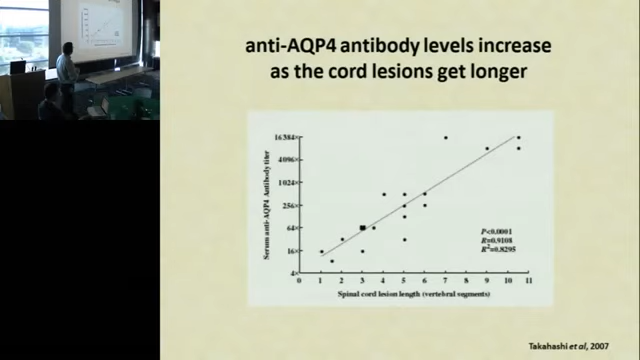 anti-AQP4 antibody levels increase
as the cord lesions get longer
16384×
4096×
1024×
256×
64×
16×
4×
Serum anti-AQP4 Antibody titer
P<0.0001
R=0.9108
R²=0.8295
0 1 2 3 4 5 6 7 8 9 10 11
Spinal cord lesion length (vertebral segments)
Takahashi et al, 2007